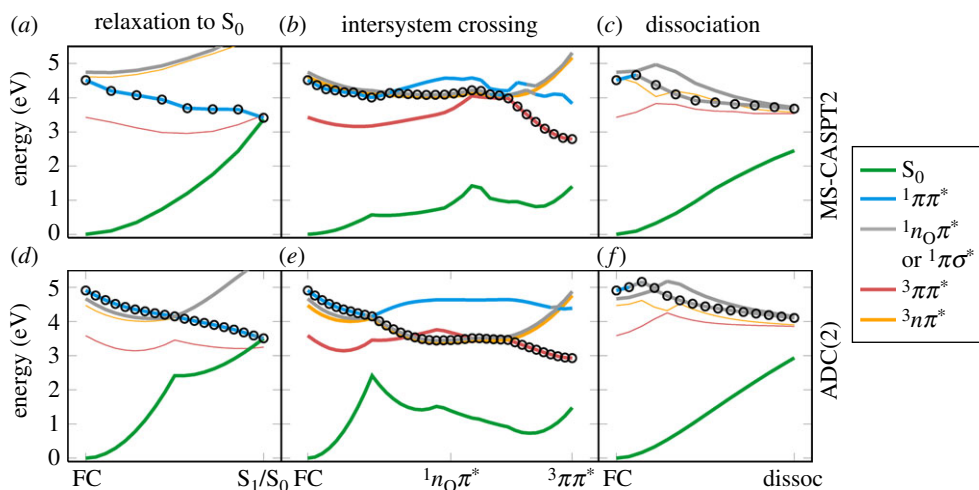 (a) relaxation to S₀
(b) intersystem crossing
(c) dissociation
energy (eV)
5
4
3
2
1
0
MS-CASPT2
(d)
(e)
(f)
energy (eV)
5
4
3
2
1
0
ADC(2)
FC S₁/S₀
FC ¹n_Oπ* ³ππ*
FC dissoc
S₀
¹ππ*
¹n_Oπ*
or ¹πσ*
³ππ*
³nπ*